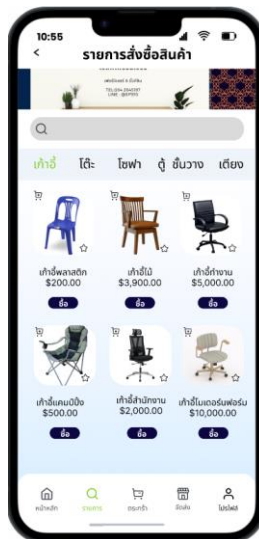 10:55
รายการสั่งซื้อสินค้า
เก้าอี้ โต๊ะ โซฟา ตู้ ชั้นวาง เตียง
เก้าอี้พลาสติก เก้าอี้ไม้ เก้าอี้ทำงาน
$200.00 $3,900.00 $5,000.00
ซื้อ ซื้อ ซื้อ
เก้าอี้แคมป์ปิ้ง เก้าอี้สำนักงาน เก้าอี้โมเดอร์นฟอร์ม
$500.00 $2,000.00 $10,000.00
ซื้อ ซื้อ ซื้อ
หน้าหลัก รายการ ตระกร้า จัดส่ง โปรไฟล์